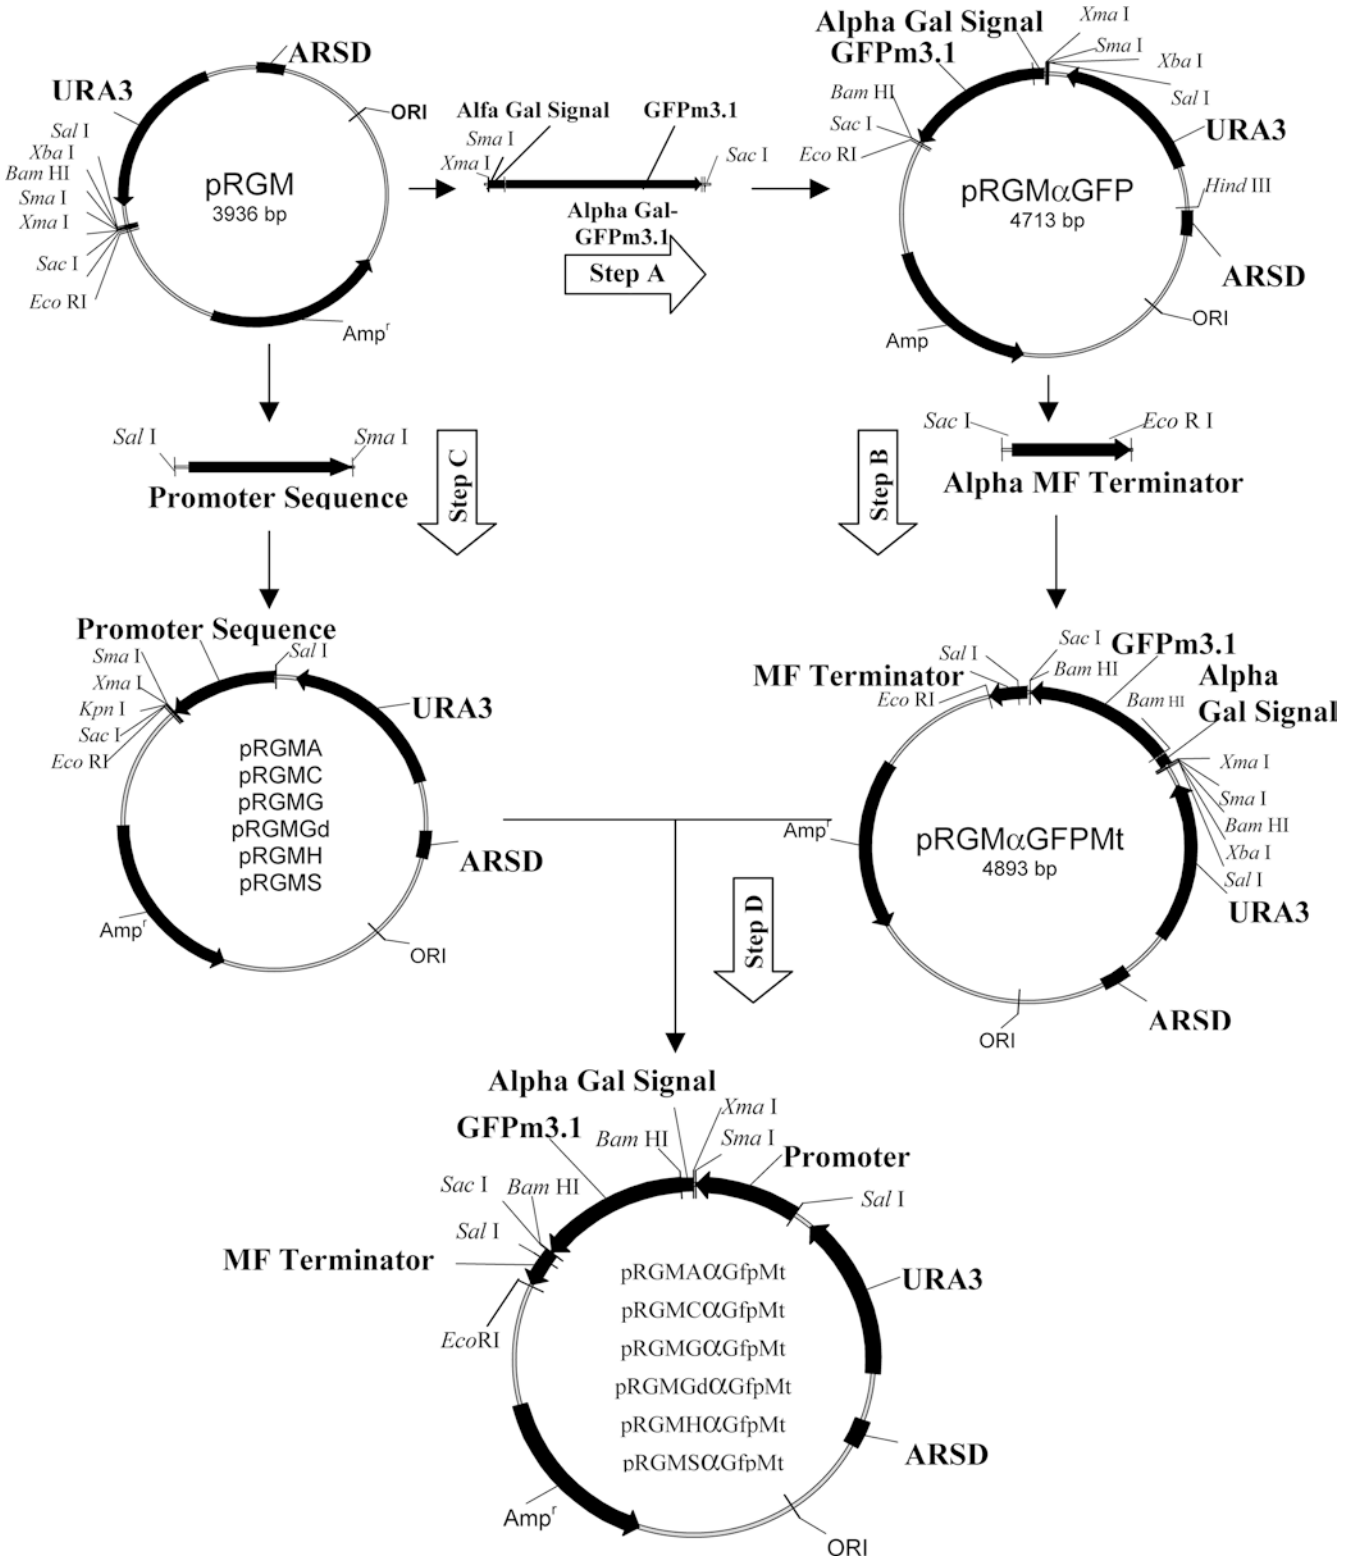 ARSD
URA3
ORI
Sal I
Xba I
Bam HI
Sma I
Xma I
Sac I
Eco RI
pRGM
3936 bp
Ampr
Alfa Gal Signal
GFPm3.1
Sma I
Xma I
Sac I
Alpha Gal-
GFPm3.1
Step A
Alpha Gal Signal
GFPm3.1
Xma I
Sma I
Xba I
Sal I
Bam HI
Sac I
Eco RI
URA3
pRGMαGFP
4713 bp
Hind III
ARSD
ORI
Amp
Sal I
Sma I
Promoter Sequence
Step C
Step B
Sac I
Eco R I
Alpha MF Terminator
Promoter Sequence
Sal I
Sma I
Xma I
Kpn I
Sac I
Eco RI
URA3
pRGMA
pRGMC
pRGMG
pRGMGd
pRGMH
pRGMS
ARSD
Ampr
ORI
Sac I
GFPm3.1
Sal I
Bam HI
MF Terminator
Eco RI
Alpha
Gal Signal
Bam HI
Xma I
Sma I
Bam HI
Xba I
Sal I
URA3
Ampr
pRGMαGFPMt
4893 bp
ARSD
ORI
Step D
Alpha Gal Signal
Xma I
GFPm3.1
Bam HI
Sma I
Promoter
Sac I
Bam HI
Sal I
Sal I
MF Terminator
EcoRI
URA3
pRGMAαGfpMt
pRGMCαGfpMt
pRGMGαGfpMt
pRGMGdαGfpMt
pRGMHαGfpMt
pRGMSαGfpMt
ARSD
Ampr
ORI